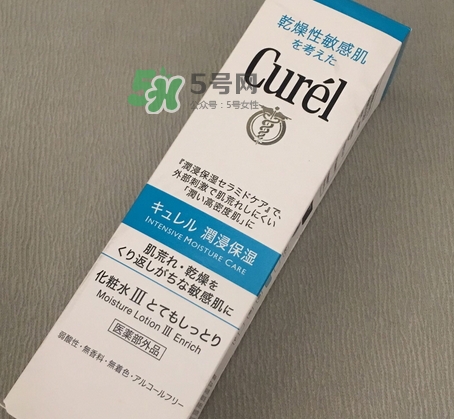 乾燥性敏感肌
を考えた
Curél
5号网
公众号：5号女性
『潤浸保湿セラミドケア』で、
外部刺激で肌荒れしにくい
「潤い高密度肌」に
キュレル 潤浸保湿
INTENSIVE MOISTURE CARE
肌荒れ・乾燥を
くり返しがちな敏感肌に
化粧水 III とてもしっとり
Moisture Lotion III Enrich
医薬部外品
弱酸性・無香料・無着色・アルコールフリー